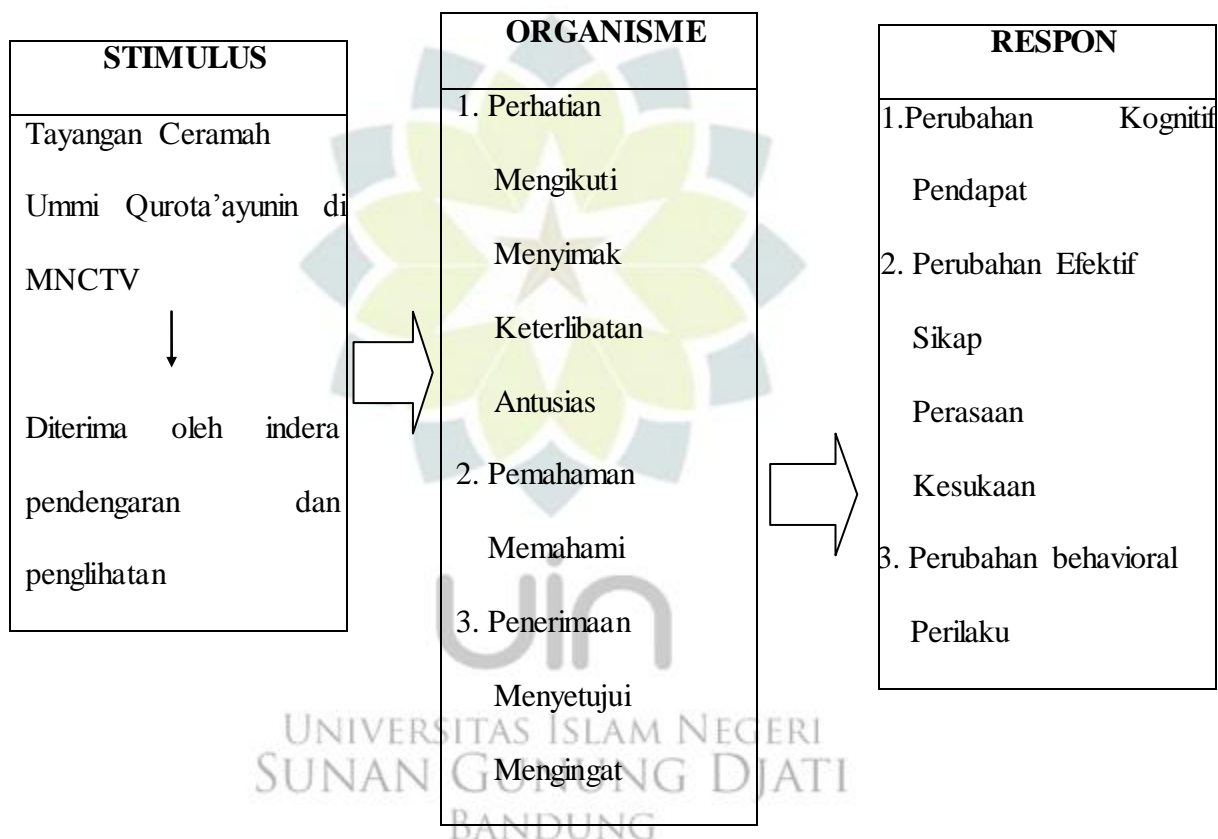 STIMULUS
Tayangan Ceramah
Ummi Qurota’ayunin di
MNCTV
Diterima oleh indera
pendengaran dan
penglihatan
ORGANISME
1. Perhatian
Mengikuti
Menyimak
Keterlibatan
Antusias
2. Pemahaman
Memahami
3. Penerimaan
Menyetujui
Mengingat
RESPON
1.Perubahan Kognitif
Pendapat
2. Perubahan Efektif
Sikap
Perasaan
Kesukaan
3. Perubahan behavioral
Perilaku
uin
UNIVERSITAS ISLAM NEGERI
SUNAN GUNUNG DJATI
BANDUNG